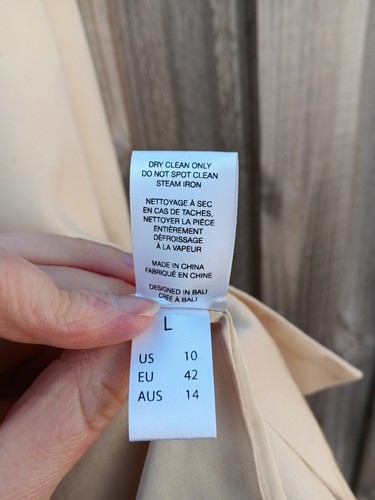 DRY CLEAN ONLY
DO NOT SPOT CLEAN
STEAM IRON
NETTOYAGE À SEC
EN CAS DE TACHES,
NETTOYER LA PIÈCE
ENTIÈREMENT
DÉFROISSAGE
À LA VAPEUR
MADE IN CHINA
FABRIQUÉ EN CHINE
DESIGNED IN BALI
CRÉÉ À BALI
L
US 10
EU 42
AUS 14